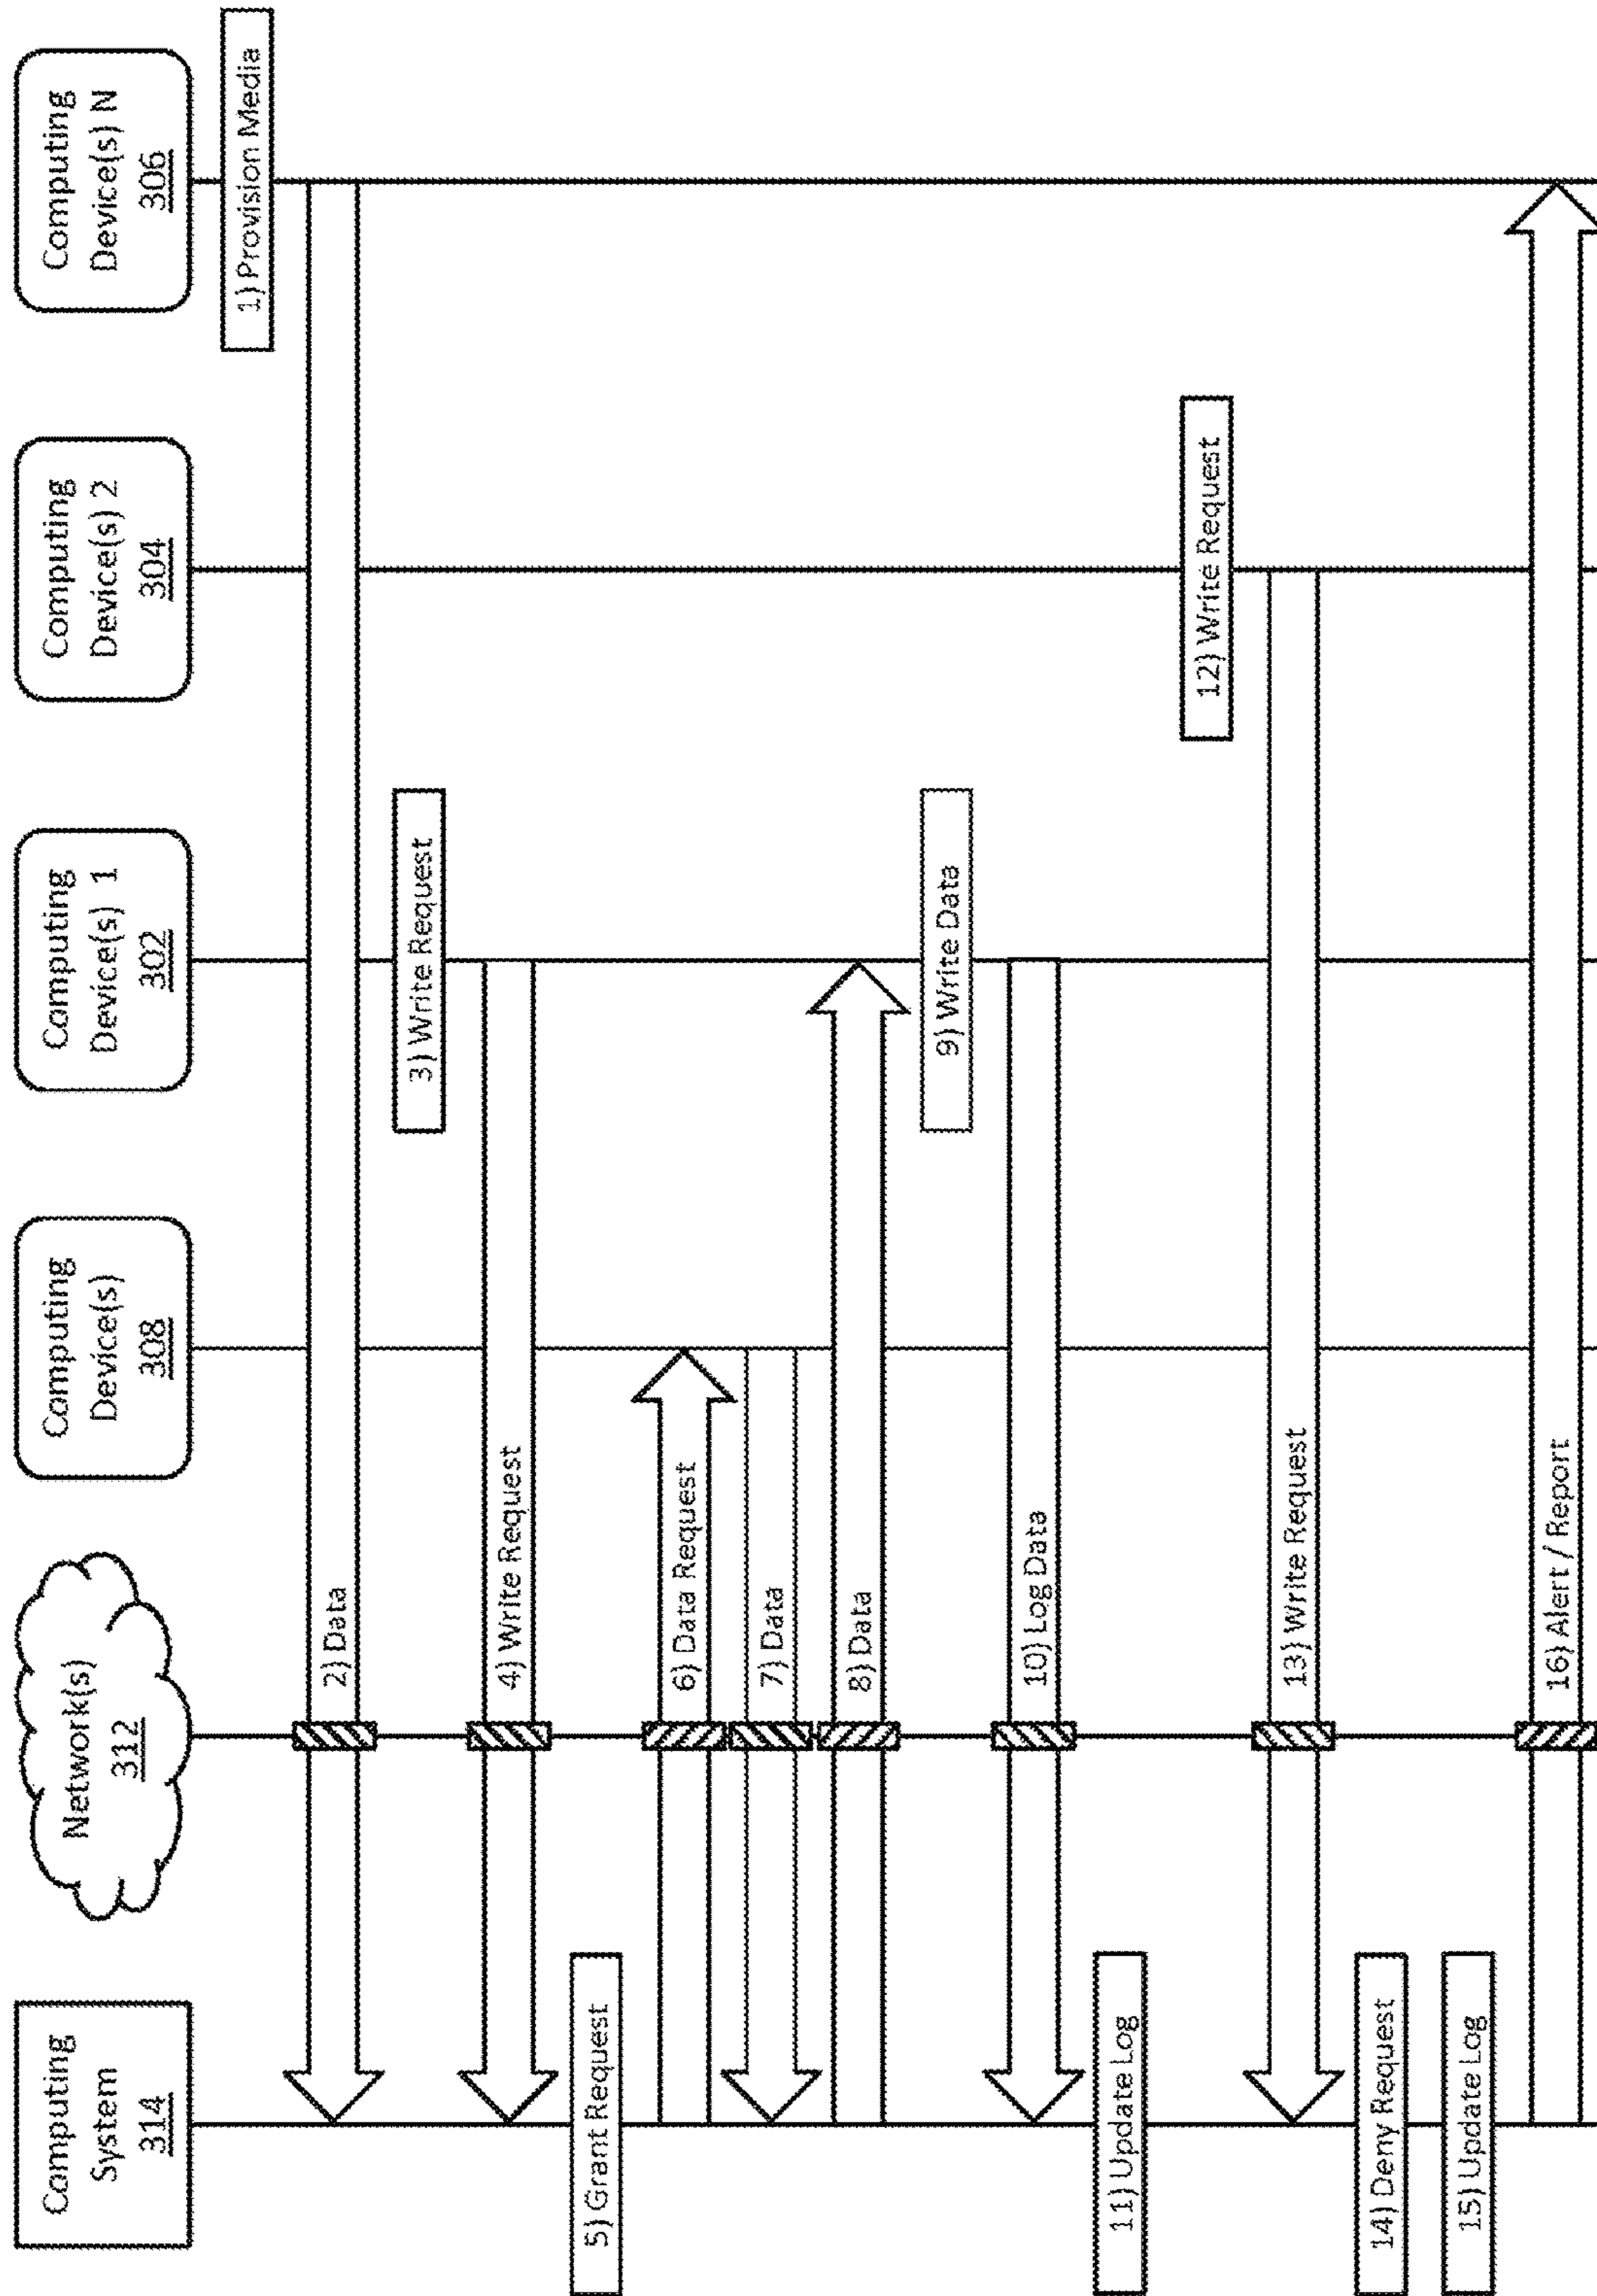 Computing
System
314
Network(s)
312
Computing
Device(s)
308
Computing
Device(s) 1
302
Computing
Device(s) 2
304
Computing
Device(s) N
306
1) Provision Media
2) Data
3) Write Request
4) Write Request
5) Grant Request
6) Data Request
7) Data
8) Data
9) Write Data
10) Log Data
11) Update Log
12) Write Request
13) Write Request
14) Deny Request
15) Update Log
16) Alert / Report